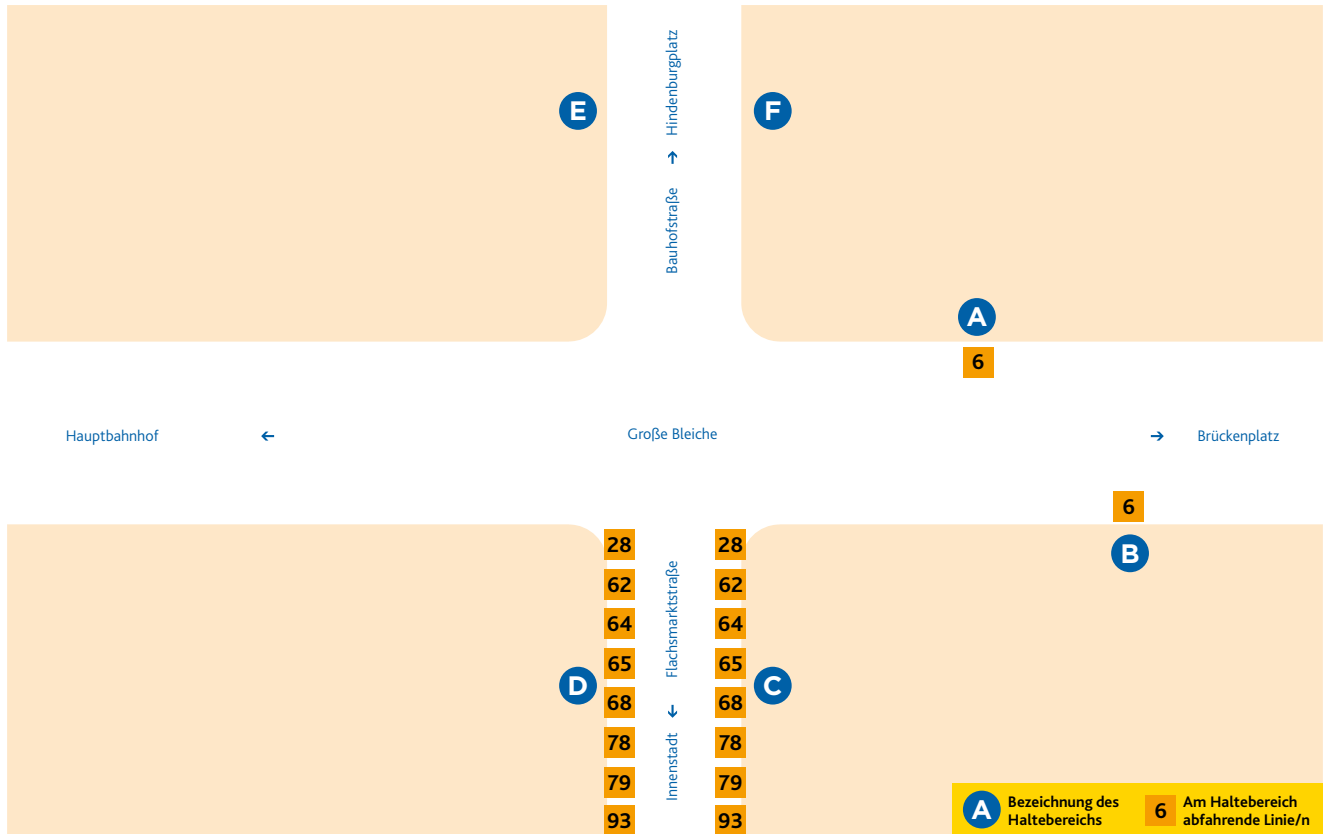 E
F
Bauhofstraße → Hindenburgplatz
A
6
Hauptbahnhof ←
Große Bleiche
→ Brückenplatz
6
B
28
62
64
65
68
78
79
93
D
Innenstadt ← Flachsmarktstraße
28
62
64
65
68
78
79
93
C
A Bezeichnung des
Haltebereichs
6 Am Haltebereich
abfahrende Linie/n